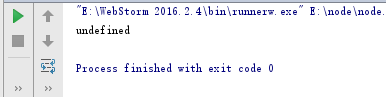 "E:\WebStorm 2016.2.4\bin\runnerw.exe" E:\node\node.
undefined
Process finished with exit code 0